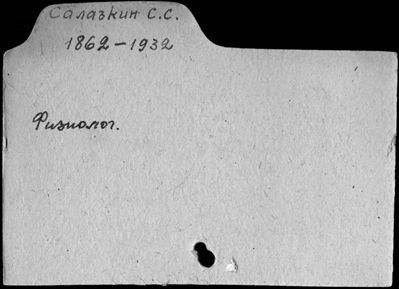 Салазкин С.С.
1862-1932
Физиолог.